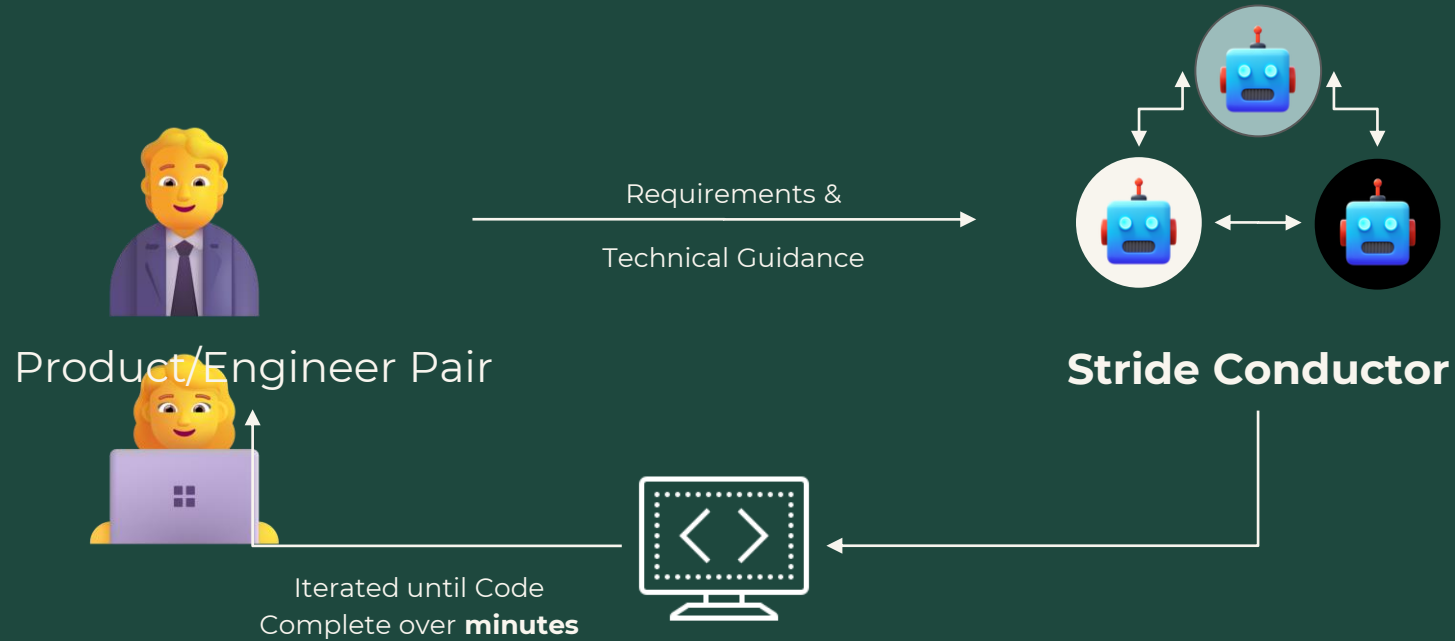 Requirements &
Technical Guidance
Product/Engineer Pair
Stride Conductor
Iterated until Code
Complete over minutes